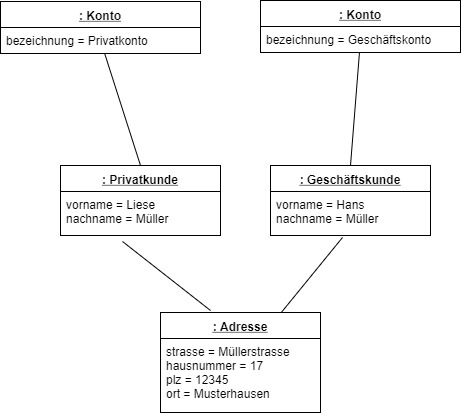 : Konto
bezeichnung = Privatkonto
: Konto
bezeichnung = Geschäftskonto
: Privatkunde
vorname = Liese
nachname = Müller
: Geschäftskunde
vorname = Hans
nachname = Müller
: Adresse
strasse = Müllerstrasse
hausnummer = 17
plz = 12345
ort = Musterhausen